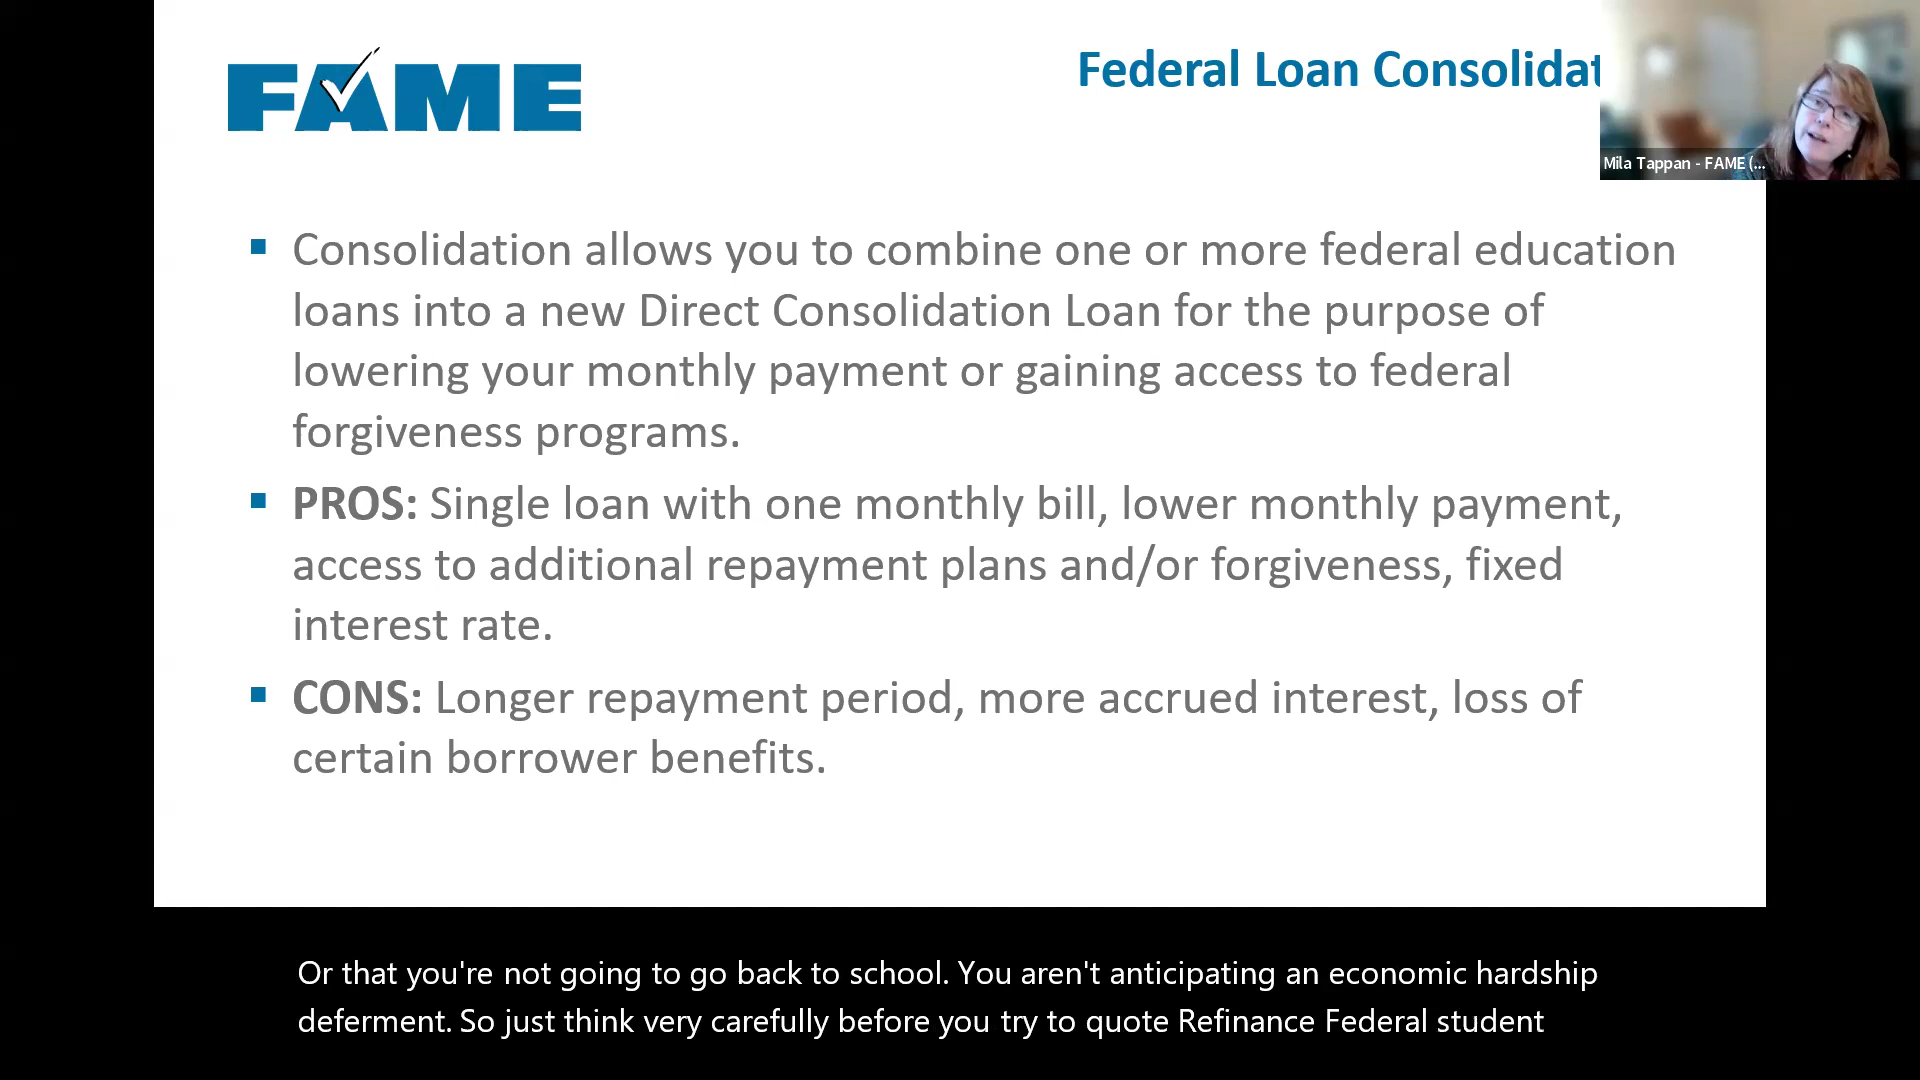 FAME
Federal Loan Consolidat
Mila Tappan - FAME (...
Consolidation allows you to combine one or more federal education
loans into a new Direct Consolidation Loan for the purpose of
lowering your monthly payment or gaining access to federal
forgiveness programs.
PROS: Single loan with one monthly bill, lower monthly payment,
access to additional repayment plans and/or forgiveness, fixed
interest rate.
CONS: Longer repayment period, more accrued interest, loss of
certain borrower benefits.
Or that you're not going to go back to school. You aren't anticipating an economic hardship
deferment. So just think very carefully before you try to quote Refinance Federal student